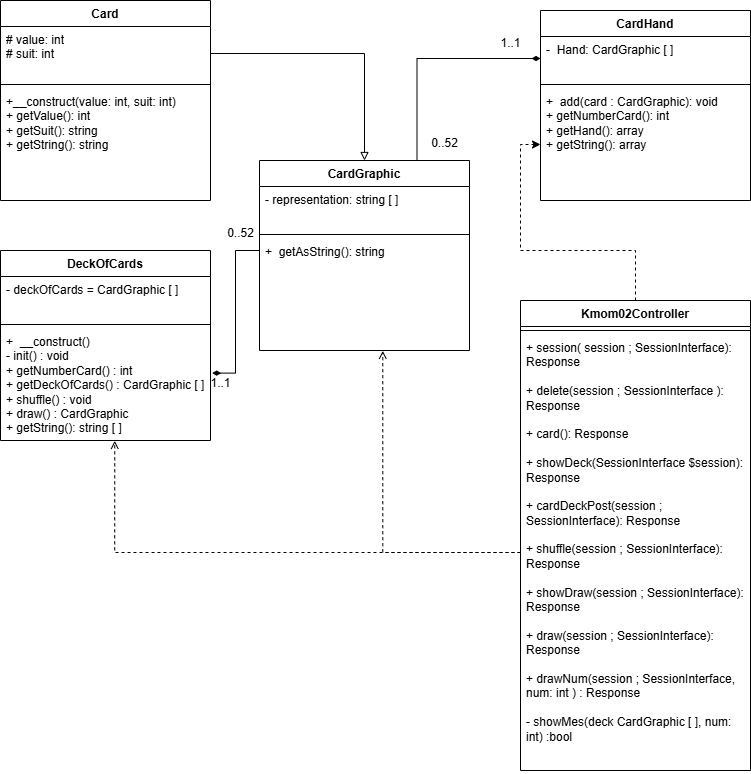 Card
# value: int
# suit: int
+__construct(value: int, suit: int)
+ getValue(): int
+ getSuit(): string
+ getString(): string
1..1
0..52
CardHand
-  Hand: CardGraphic [ ]
+  add(card : CardGraphic): void
+ getNumberCard(): int
+ getHand(): array
+ getString(): array
CardGraphic
- representation: string [ ]
+  getAsString(): string
0..52
1..1
DeckOfCards
- deckOfCards = CardGraphic [ ]
+  __construct()
- init() : void
+ getNumberCard() : int
+ getDeckOfCards() : CardGraphic [ ]
+ shuffle() : void
+ draw() : CardGraphic
+ getString(): string [ ]
Kmom02Controller
+ session( session ; SessionInterface):
Response
+ delete(session ; SessionInterface ):
Response
+ card(): Response
+ showDeck(SessionInterface $session):
Response
+ cardDeckPost(session ;
SessionInterface): Response
+ shuffle(session ; SessionInterface):
Response
+ showDraw(session ; SessionInterface):
Response
+ draw(session ; SessionInterface):
Response
+ drawNum(session ; SessionInterface,
num: int ) : Response
- showMes(deck CardGraphic [ ], num:
int) :bool